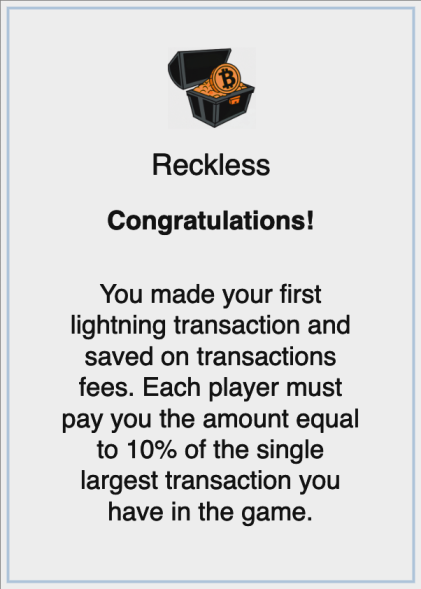 Reckless
Congratulations!
You made your first
lightning transaction and
saved on transactions
fees. Each player must
pay you the amount equal
to 10% of the single
largest transaction you
have in the game.